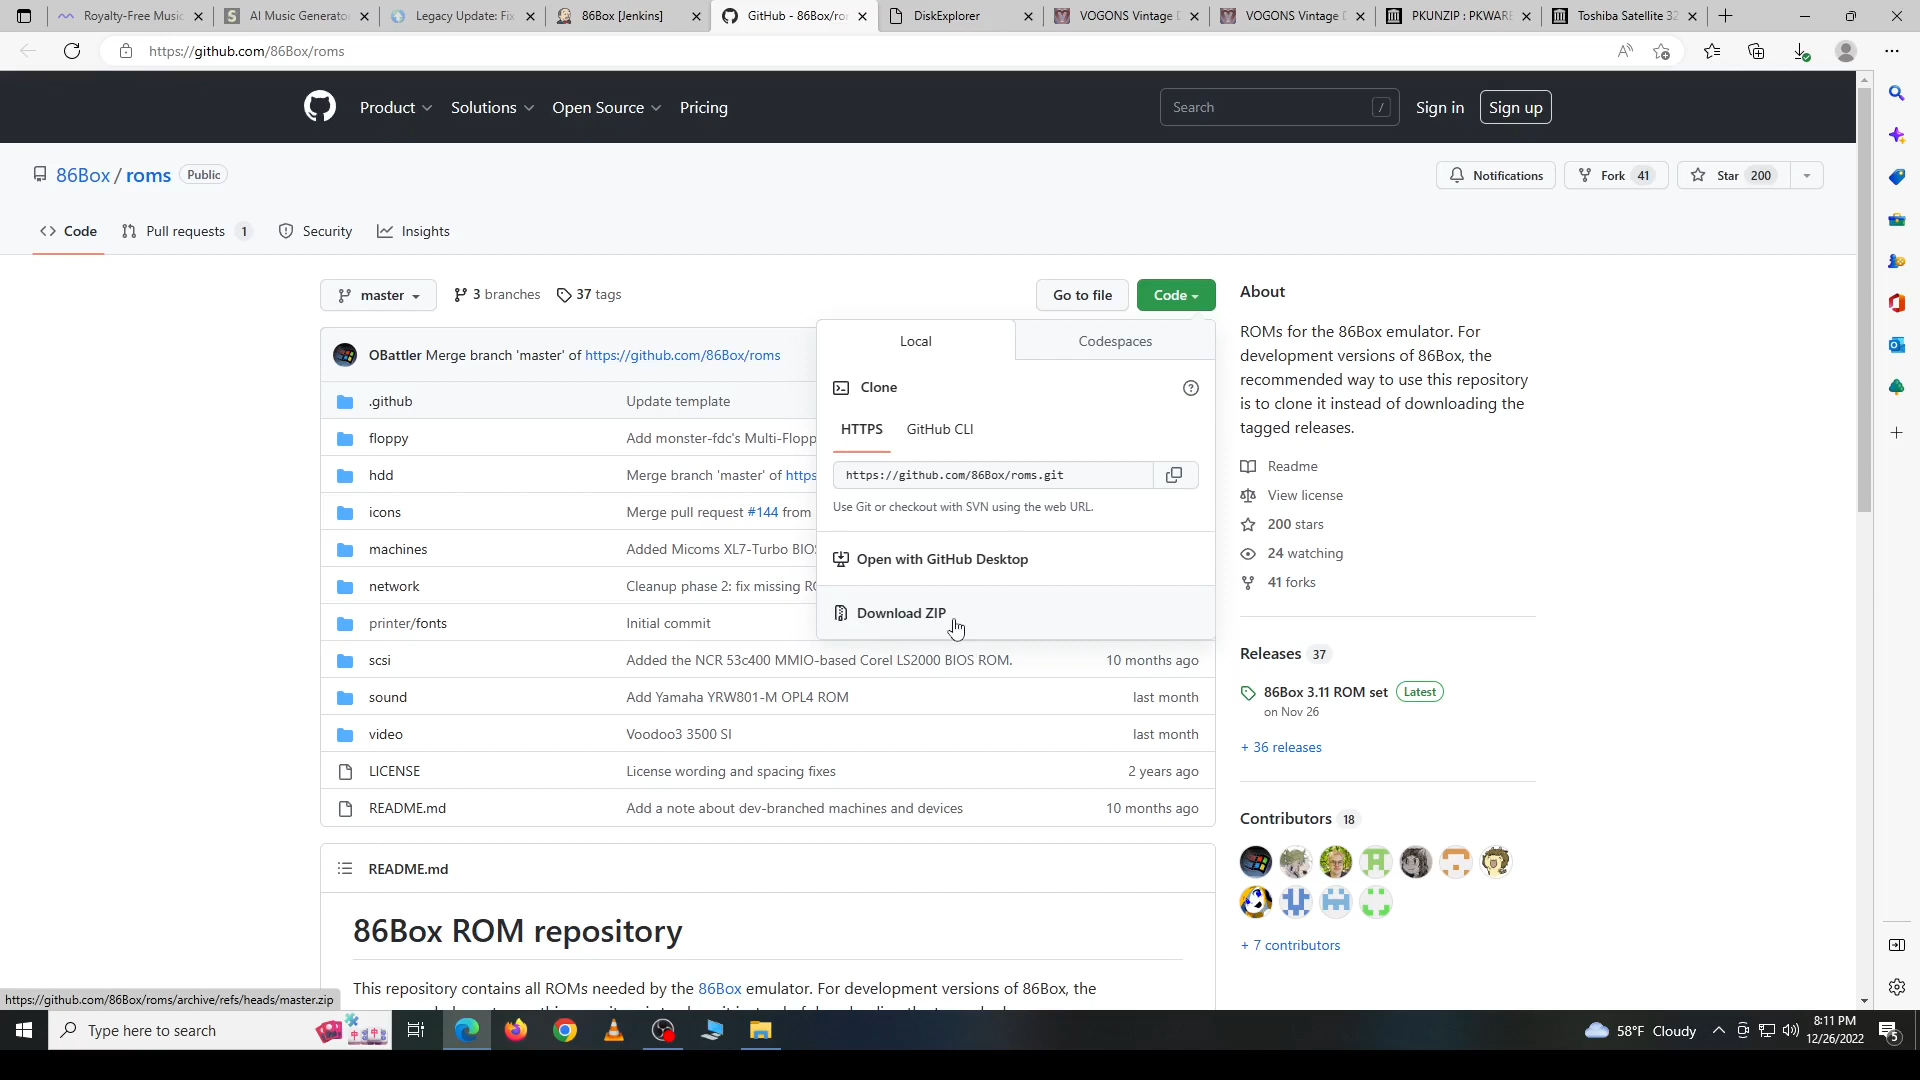 Royalty-Free Music
AI Music Generator
Legacy Update: Fix
86Box [Jenkins]
GitHub - 86Box/ro
DiskExplorer
VOGONS Vintage
VOGONS Vintage
PKUNZIP : PKWARE
Toshiba Satellite 32
https://github.com/86Box/roms
Product
Solutions
Open Source
Pricing
Search
/
Sign in
Sign up
86Box / roms
Public
Notifications
Fork 41
Star 200
Code
Pull requests 1
Security
Insights
master
3 branches
37 tags
Go to file
Code
About
ROMs for the 86Box emulator. For
development versions of 86Box, the
recommended way to use this repository
is to clone it instead of downloading the
tagged releases.
Readme
View license
200 stars
24 watching
41 forks
Releases 37
86Box 3.11 ROM set Latest
on Nov 26
+ 36 releases
Contributors 18
+ 7 contributors
Local
Codespaces
Clone
HTTPS
GitHub CLI
https://github.com/86Box/roms.git
Use Git or checkout with SVN using the web URL.
Open with GitHub Desktop
Download ZIP
OBattler Merge branch 'master' of https://github.com/86Box/roms
.github Update template
floppy Add monster-fdc's Multi-Flopp
hdd Merge branch 'master' of https
icons Merge pull request #144 from
machines Added Micoms XL7-Turbo BIO
network Cleanup phase 2: fix missing RO
printer/fonts Initial commit
scsi Added the NCR 53c400 MMIO-based Corel LS2000 BIOS ROM. 10 months ago
sound Add Yamaha YRW801-M OPL4 ROM last month
video Voodoo3 3500 SI last month
LICENSE License wording and spacing fixes 2 years ago
README.md Add a note about dev-branched machines and devices 10 months ago
README.md
86Box ROM repository
This repository contains all ROMs needed by the 86Box emulator. For development versions of 86Box, the
https://github.com/86Box/roms/archive/refs/heads/master.zip
Type here to search
58°F Cloudy
8:11 PM
12/26/2022
5